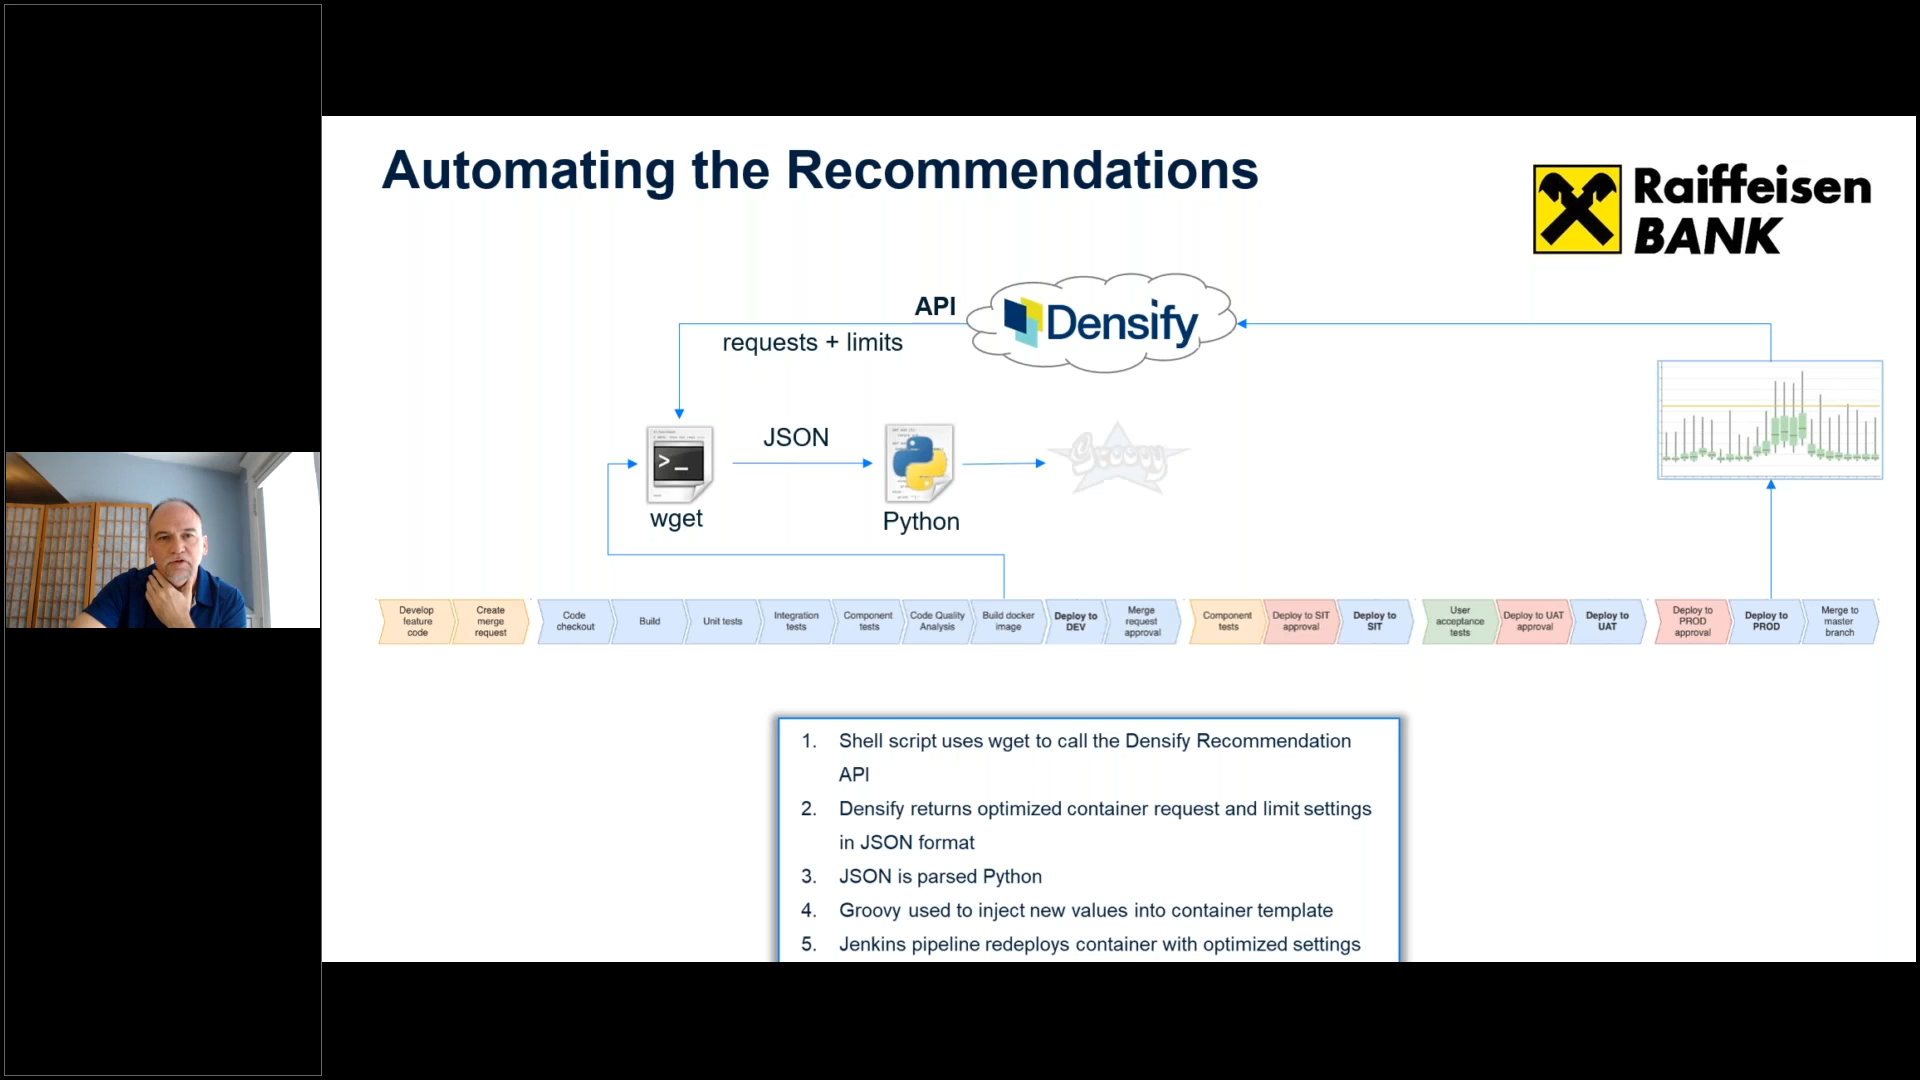 Automating the Recommendations
Raiffeisen
BANK
API
Densify
requests + limits
JSON
Groovy
>_
wget
Python
Develop
feature
code
Create
merge
request
Code
checkout
Build
Unit tests
Integration
tests
Component
tests
Code Quality
Analysis
Build docker
image
Deploy to
DEV
Merge
request
approval
Component
tests
Deploy to SIT
approval
Deploy to
SIT
User
acceptance
tests
Deploy to UAT
approval
Deploy to
UAT
Deploy to
PROD
approval
Deploy to
PROD
Merge to
master
branch
1. Shell script uses wget to call the Densify Recommendation
API
2. Densify returns optimized container request and limit settings
in JSON format
3. JSON is parsed Python
4. Groovy used to inject new values into container template
5. Jenkins pipeline redeploys container with optimized settings